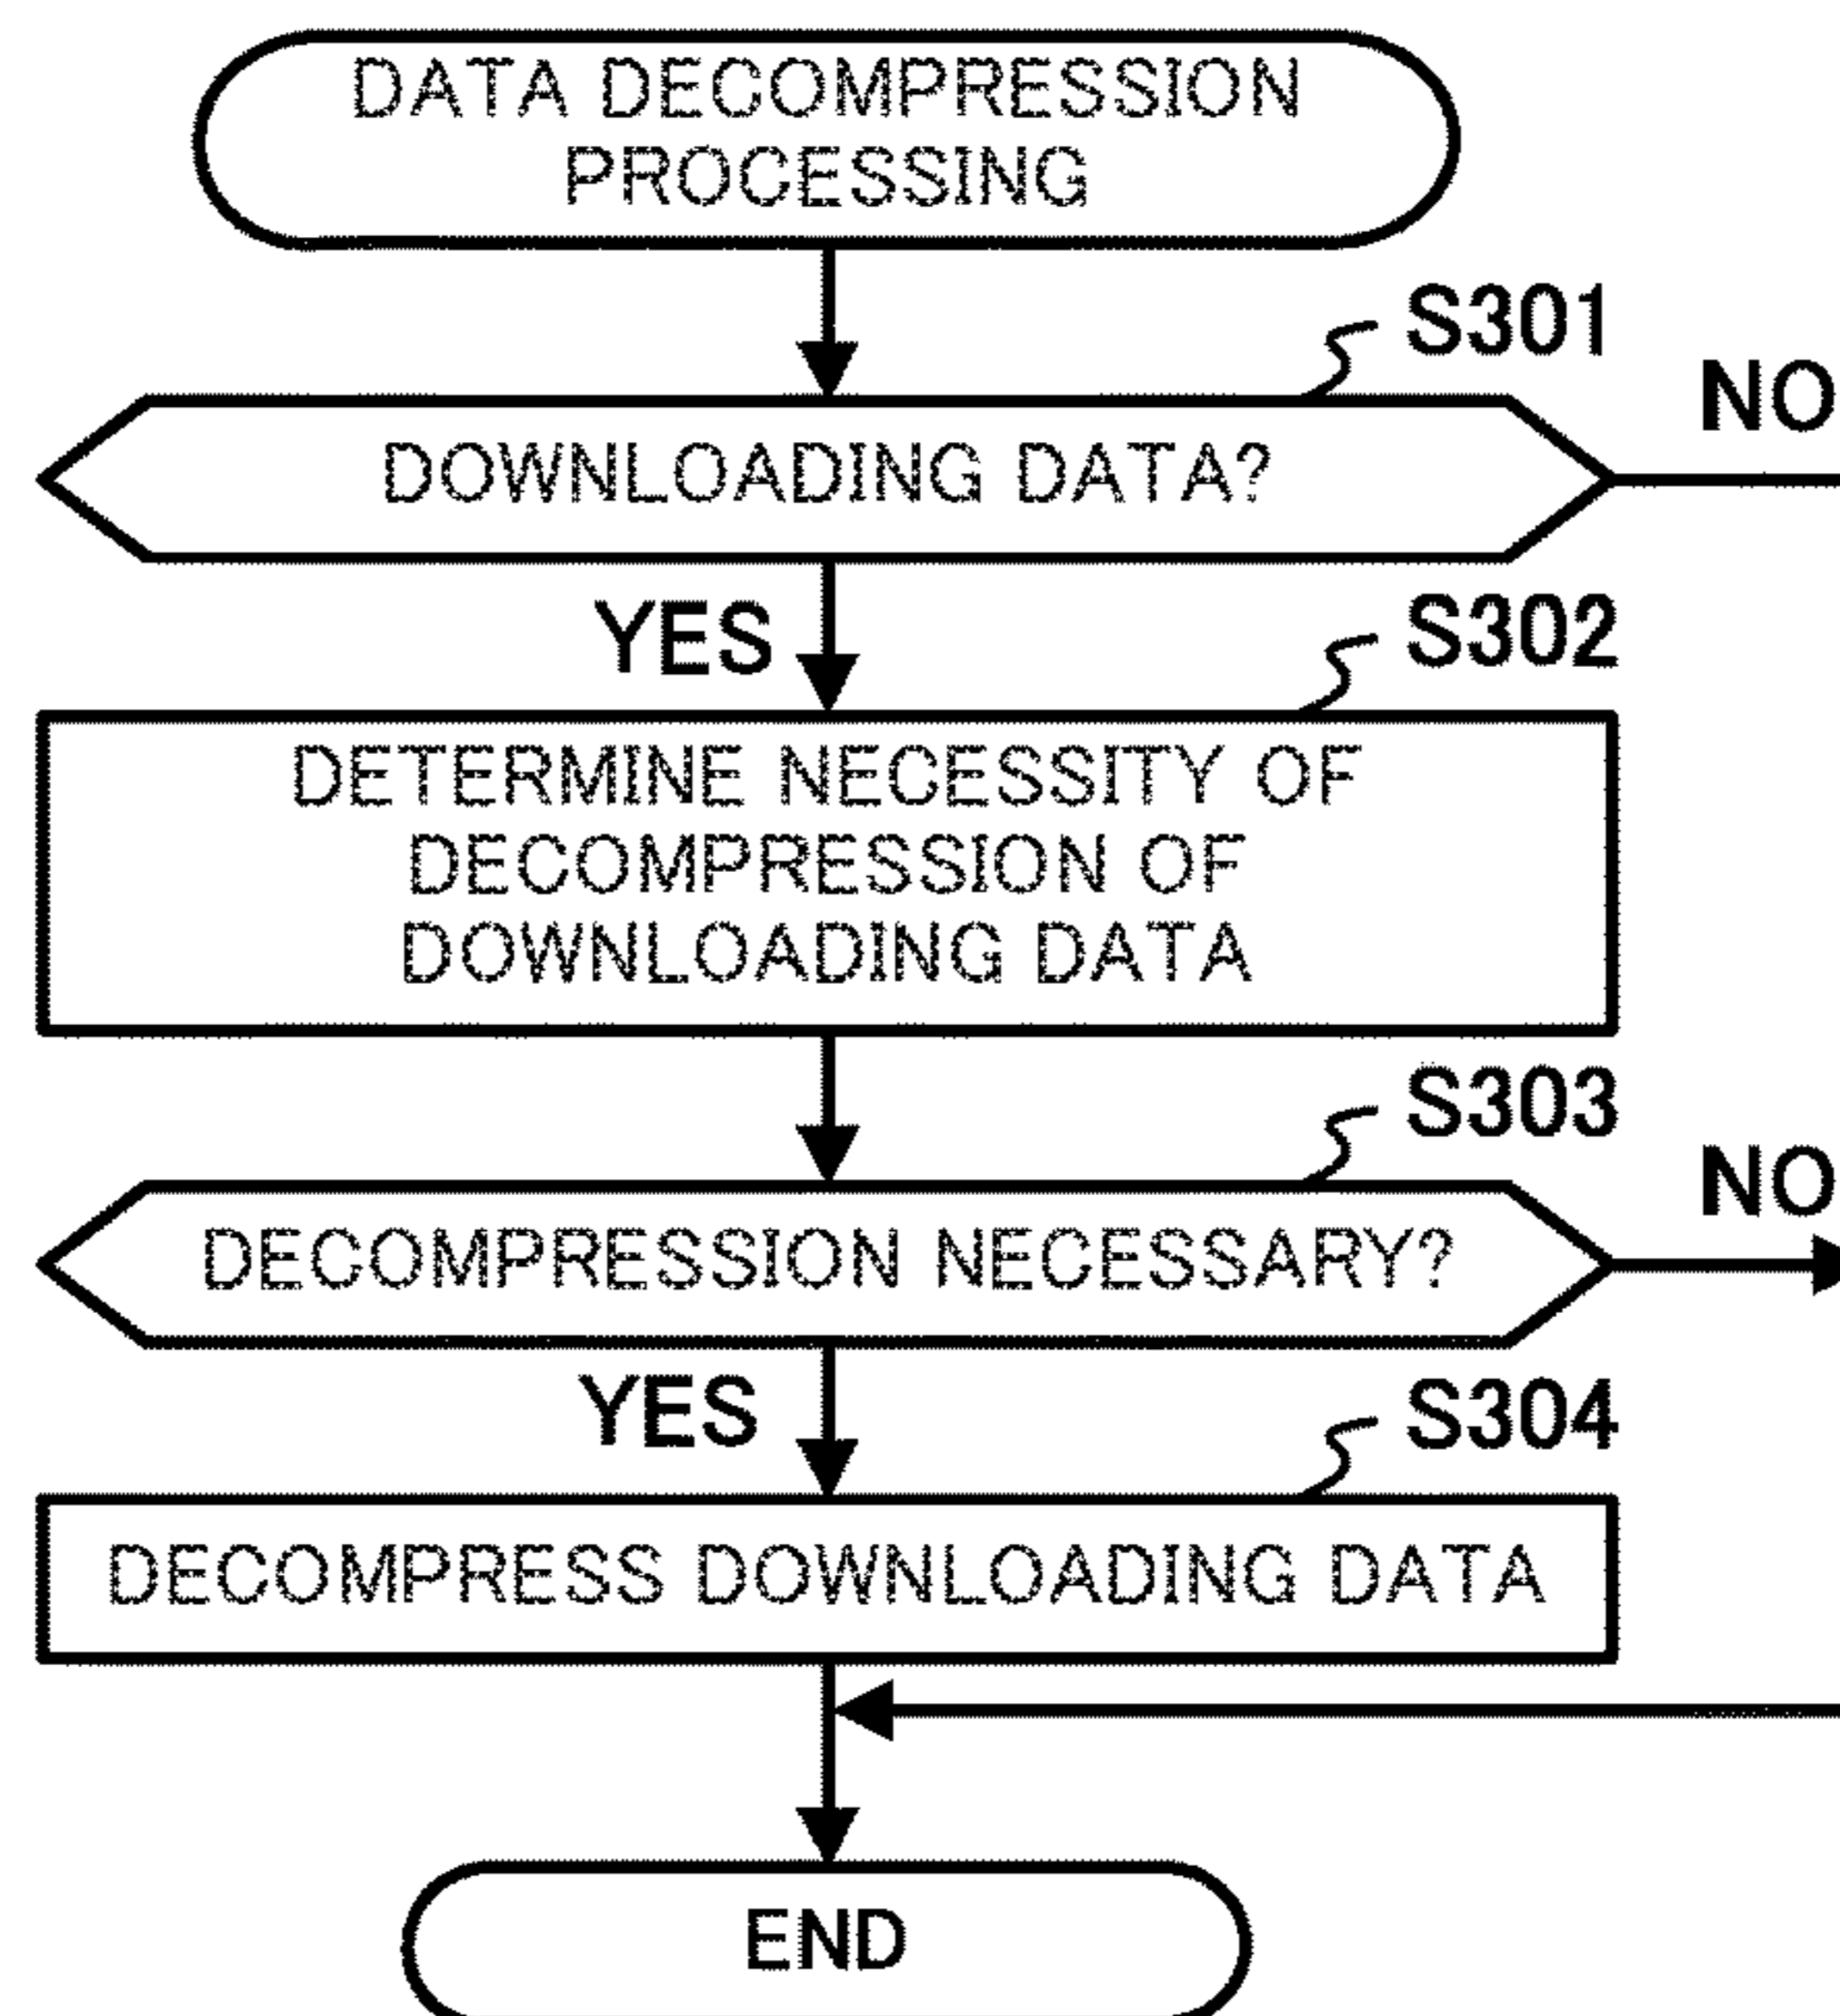 DATA DECOMPRESSION
PROCESSING
S301
NO
DOWNLOADING DATA?
YES
S302
DETERMINE NECESSITY OF
DECOMPRESSION OF
DOWNLOADING DATA
S303
NO
DECOMPRESSION NECESSARY?
YES
S304
DECOMPRESS DOWNLOADING DATA
END